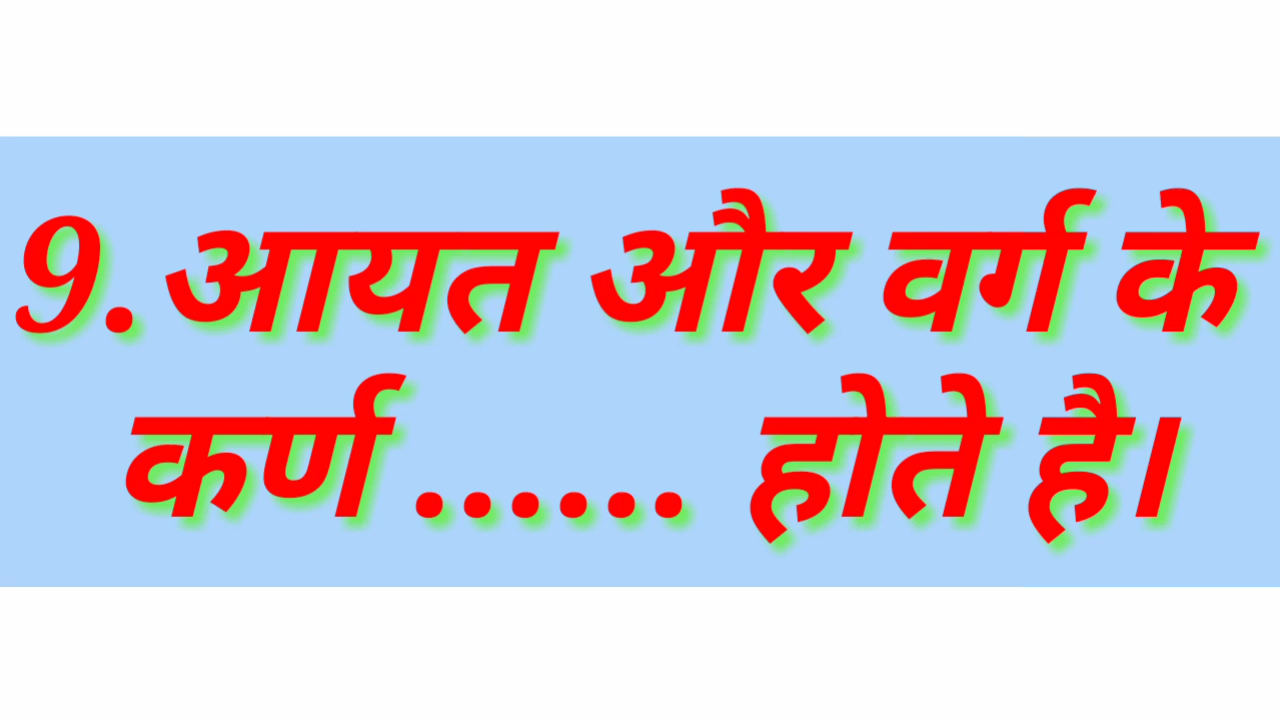 9.आयत और वर्ग के
कर्ण ...... होते है।